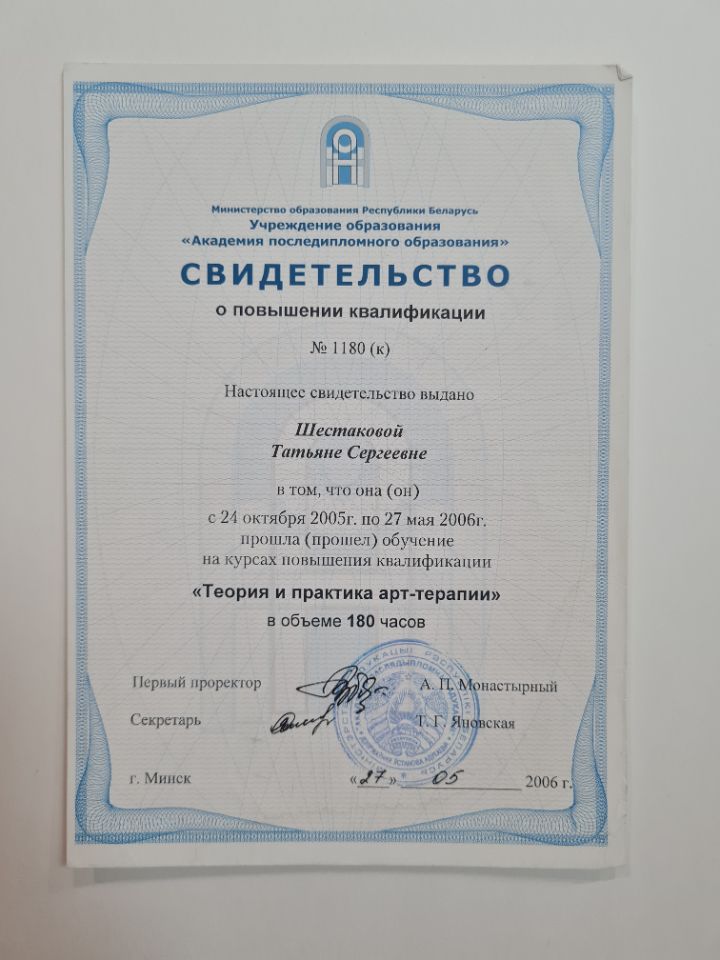 Министерство образования Республики Беларусь
Учреждение образования
«Академия последипломного образования»
СВИДЕТЕЛЬСТВО
о повышении квалификации
№ 1180 (к)
Настоящее свидетельство выдано
Шестаковой
Татьяне Сергеевне
в том, что она (он)
с 24 октября 2005г. по 27 мая 2006г.
прошла (прошел) обучение
на курсах повышения квалификации
«Теория и практика арт-терапии»
в объеме 180 часов
Первый проректор А. П. Монастырный
Секретарь Т. Г. Яновская
г. Минск «27» 05 2006 г.